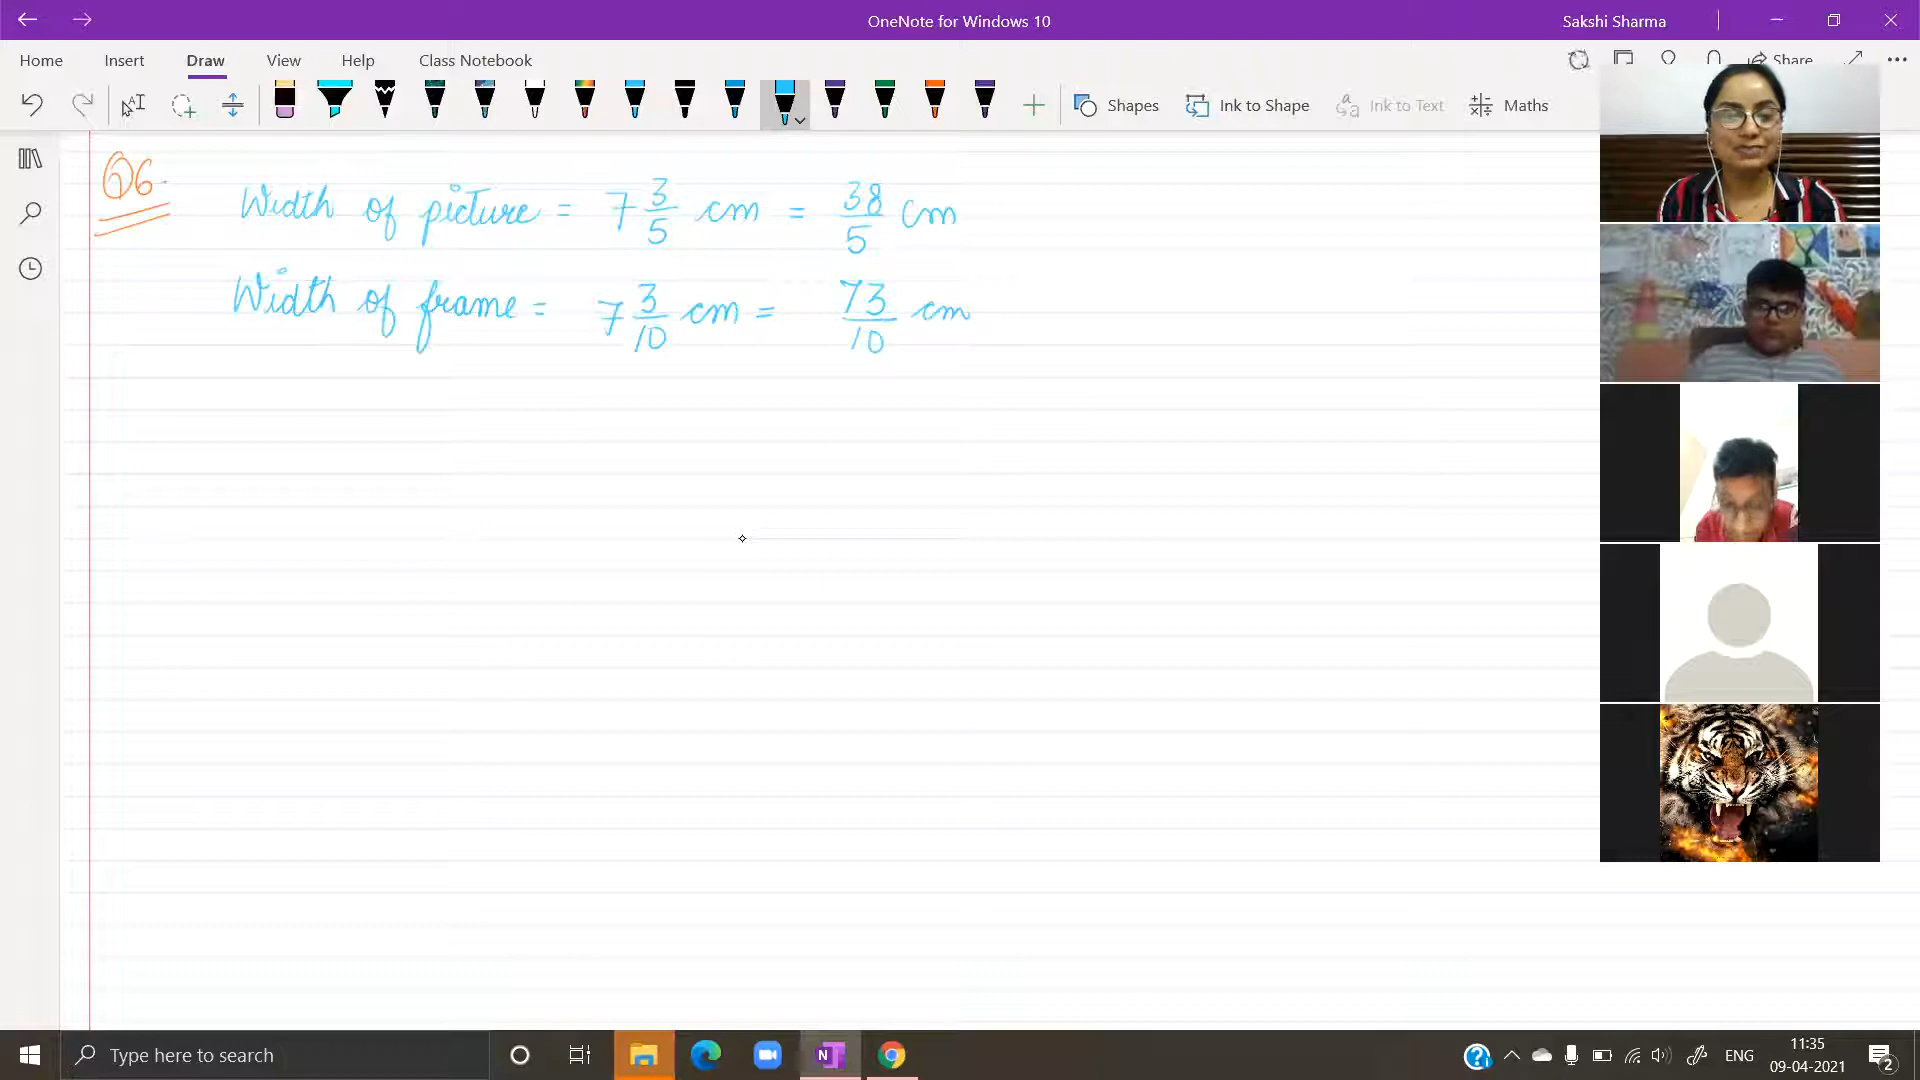 OneNote for Windows 10
Sakshi Sharma
Home Insert Draw View Help Class Notebook Share
Shapes Ink to Shape Ink to Text Maths
Q6.
Width of picture = 7 3/5 cm = 38/5 cm
Width of frame = 7 3/10 cm = 73/10 cm
Type here to search
ENG
11:35
09-04-2021
2